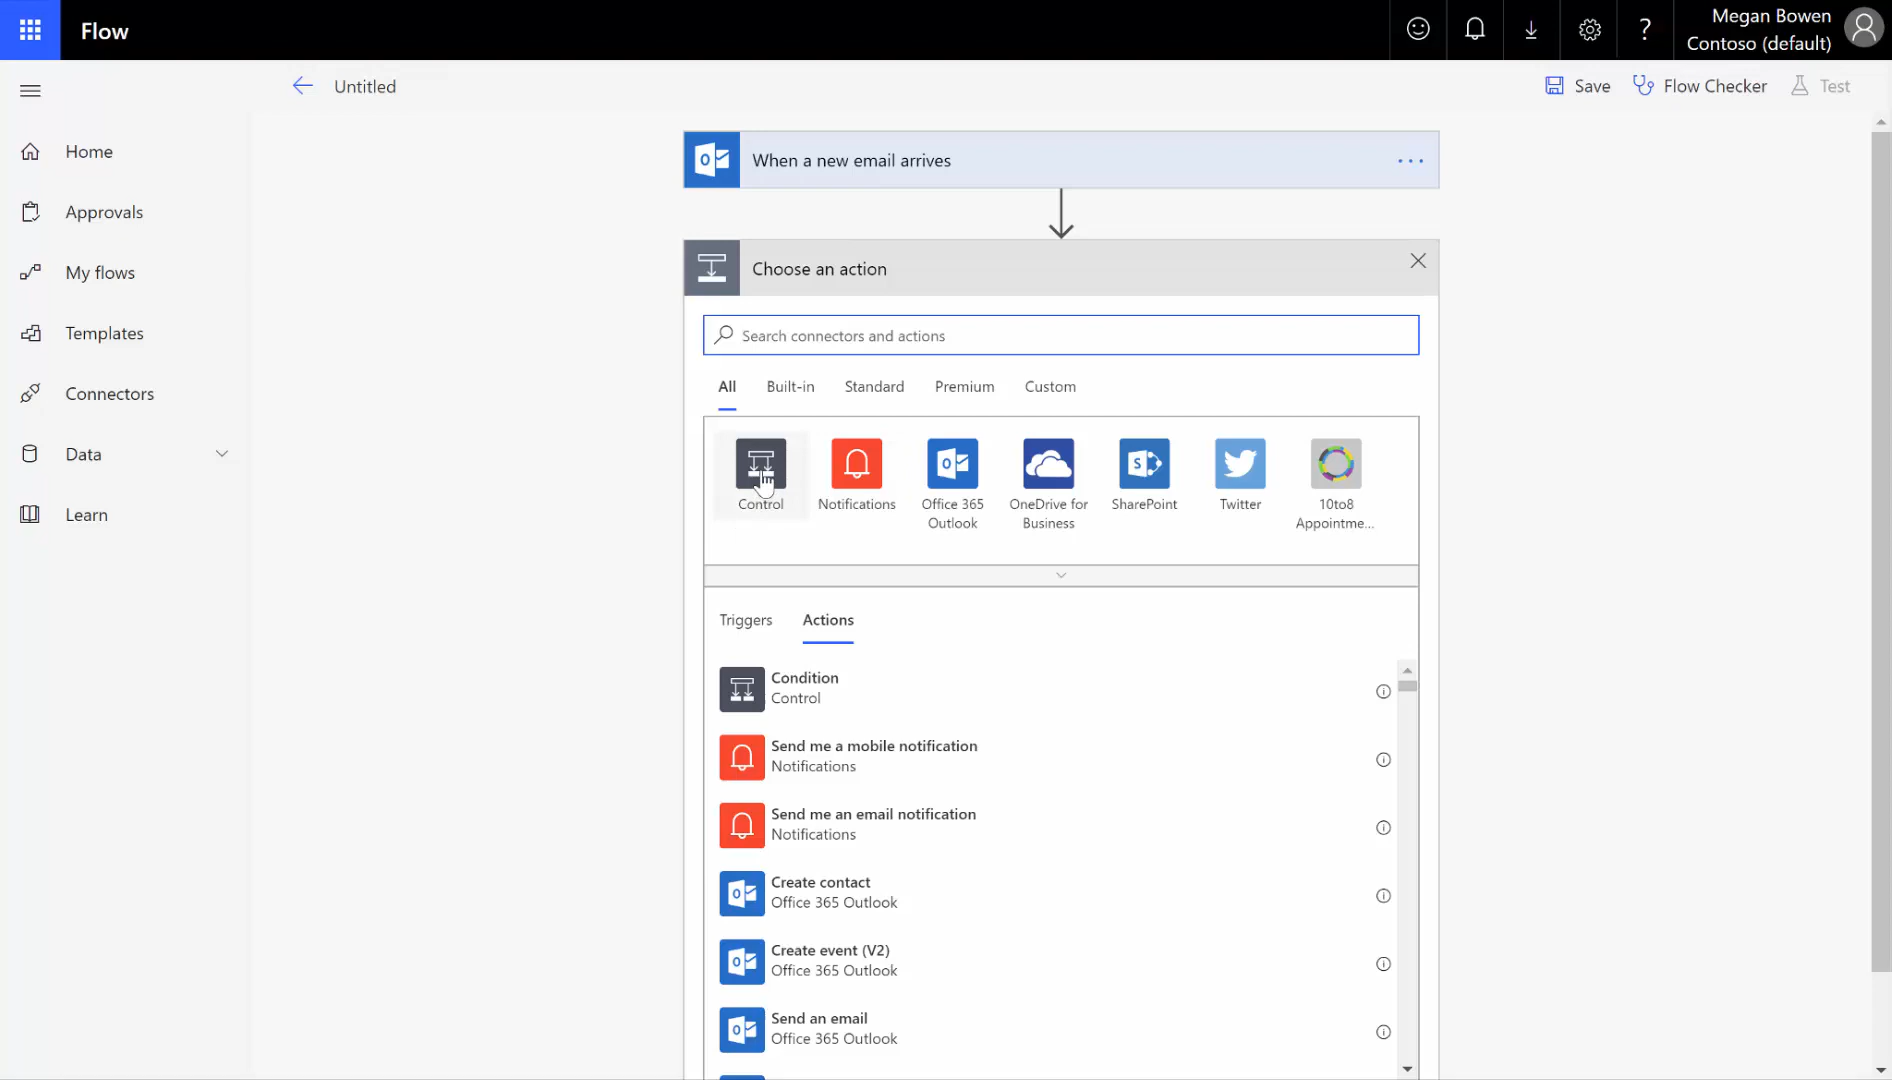 Flow
Megan Bowen
Contoso (default)
Untitled
Save
Flow Checker
Test
Home
Approvals
My flows
Templates
Connectors
Data
Learn
When a new email arrives
Choose an action
Search connectors and actions
All
Built-in
Standard
Premium
Custom
Control
Notifications
Office 365
Outlook
OneDrive for
Business
SharePoint
Twitter
10to8
Appointme...
Triggers
Actions
Condition
Control
Send me a mobile notification
Notifications
Send me an email notification
Notifications
Create contact
Office 365 Outlook
Create event (V2)
Office 365 Outlook
Send an email
Office 365 Outlook